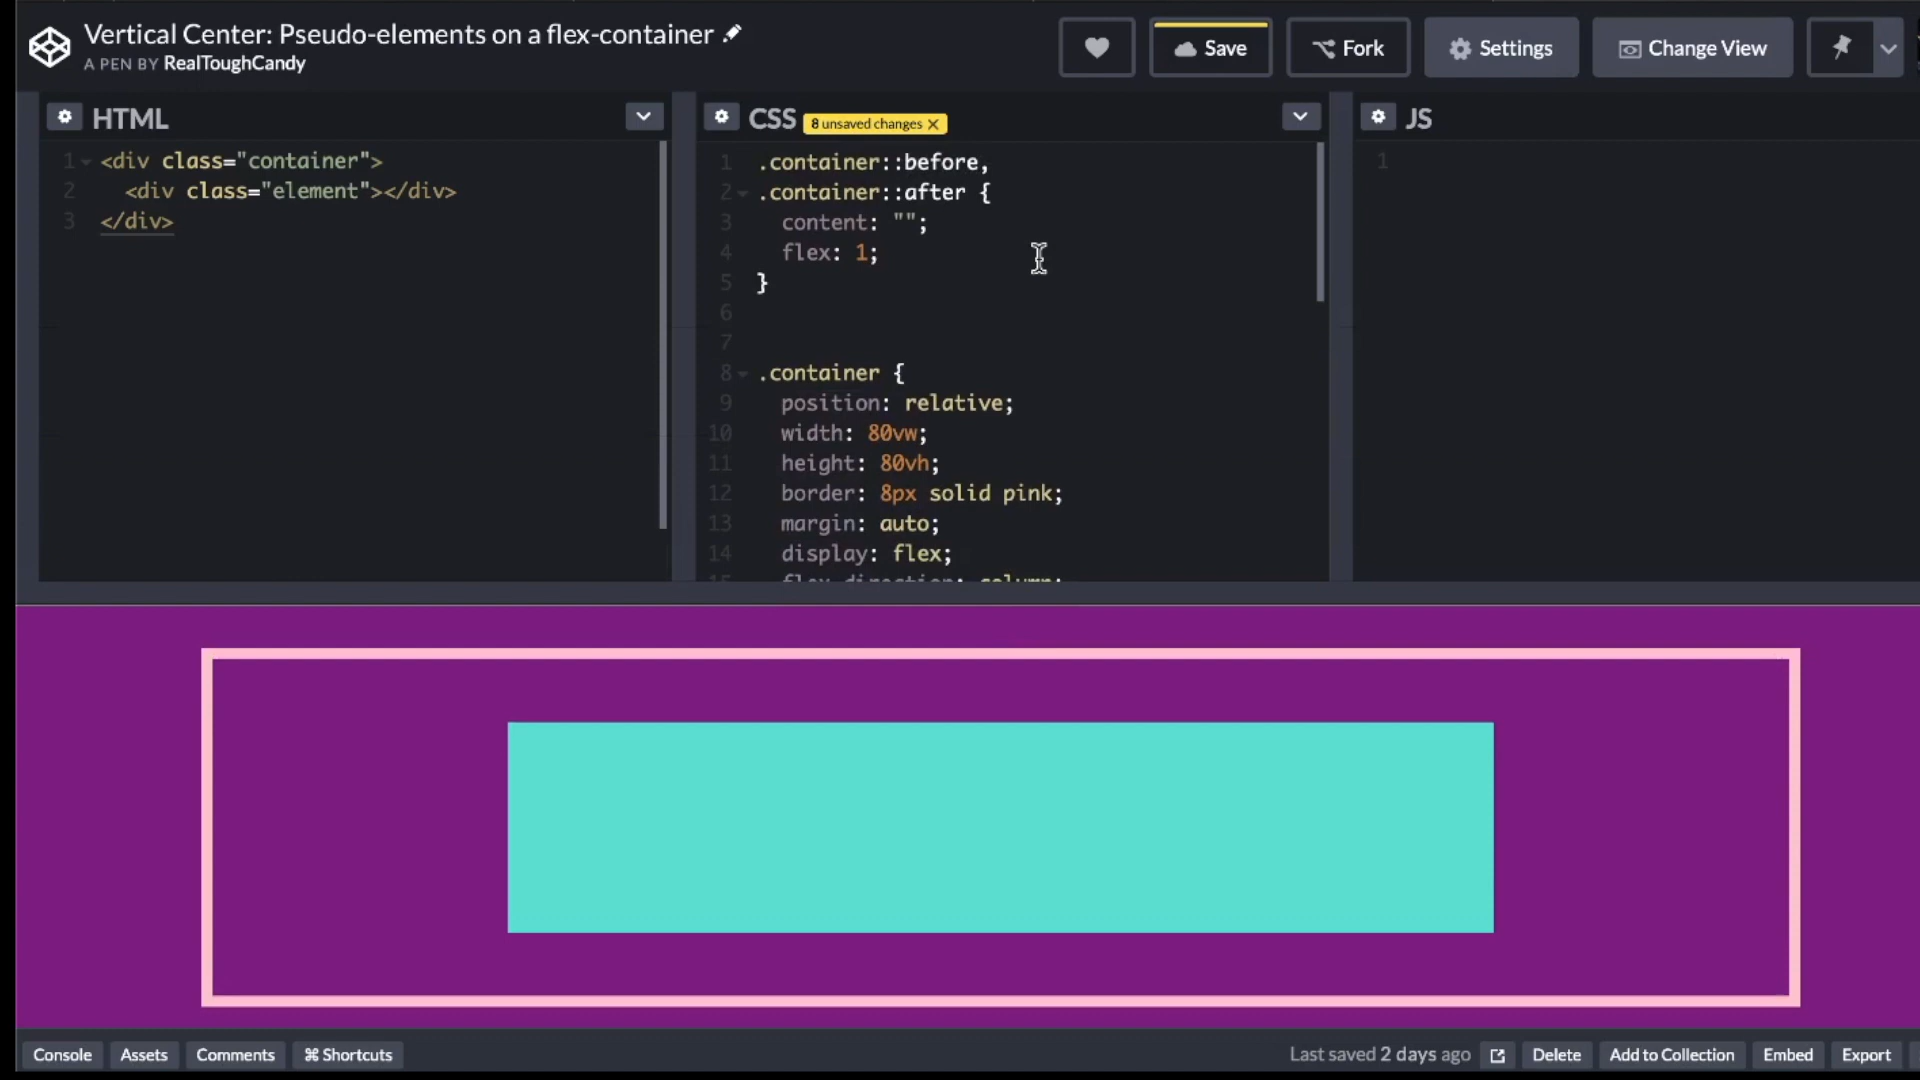 Vertical Center: Pseudo-elements on a flex-container
A PEN BY RealToughCandy
Save
Fork
Settings
Change View
HTML
1 <div class="container">
2 <div class="element"></div>
3 </div>
CSS 8 unsaved changes X
1 .container::before,
2 .container::after {
3 content: "";
4 flex: 1;
5 }
6
7
8 .container {
9 position: relative;
10 width: 80vw;
11 height: 80vh;
12 border: 8px solid pink;
13 margin: auto;
14 display: flex;
15 flex-direction: column;
JS
1
Console
Assets
Comments
⌘ Shortcuts
Last saved 2 days ago
Delete
Add to Collection
Embed
Export